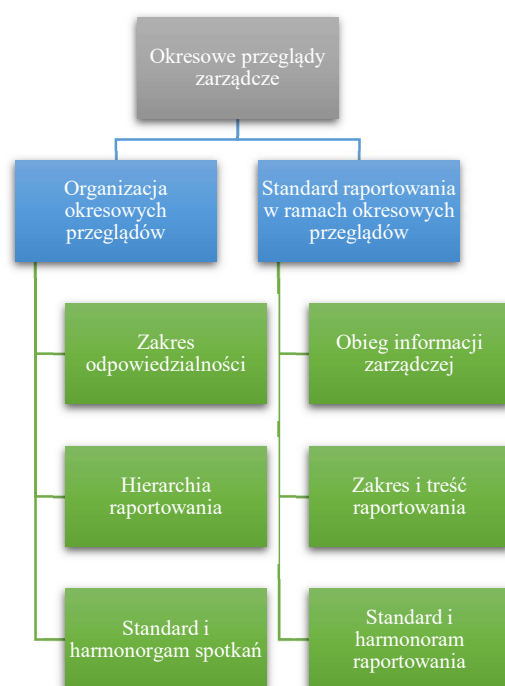 Okresowe przeglądy
zarządcze
Organizacja
okresowych
przeglądów
Standard raportowania
w ramach okresowych
przeglądów
Zakres
odpowiedzialności
Obieg informacji
zarządczej
Hierarchia
raportowania
Zakres i treść
raportowania
Standard i
harmonorgam spotkań
Standard i
harmonoram
raportowania